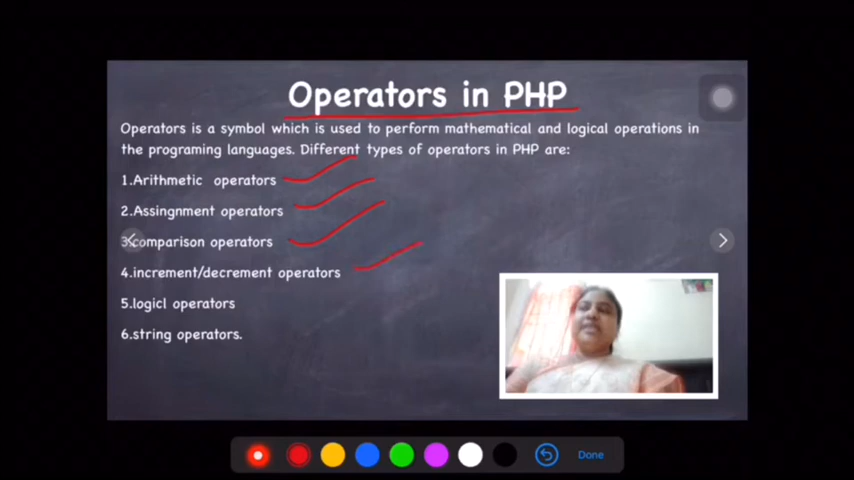 Operators in PHP
Operators is a symbol which is used to perform mathematical and logical operations in
the programing languages. Different types of operators in PHP are:
1.Arithmetic operators
2.Assingnment operators
3.comparison operators
4.increment/decrement operators
5.logicl operators
6.string operators.
Done